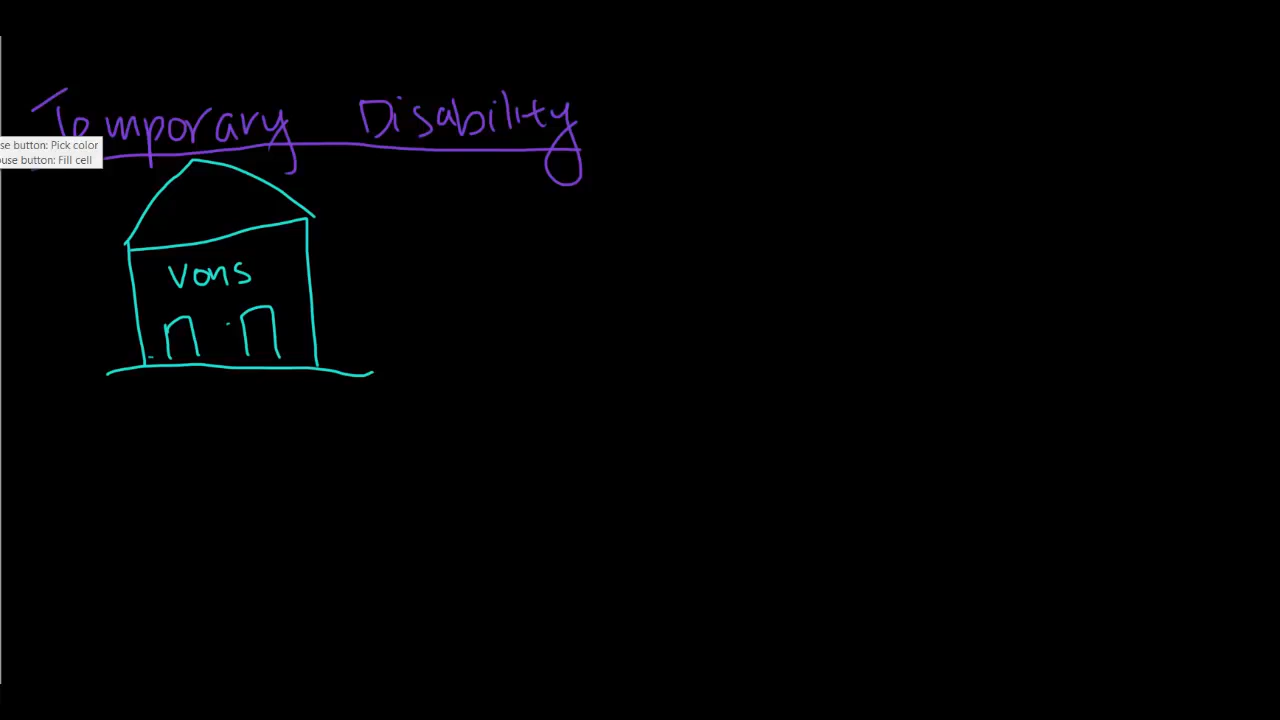 Temporary Disability
se button: Pick color
ouse button: Fill cell
vons